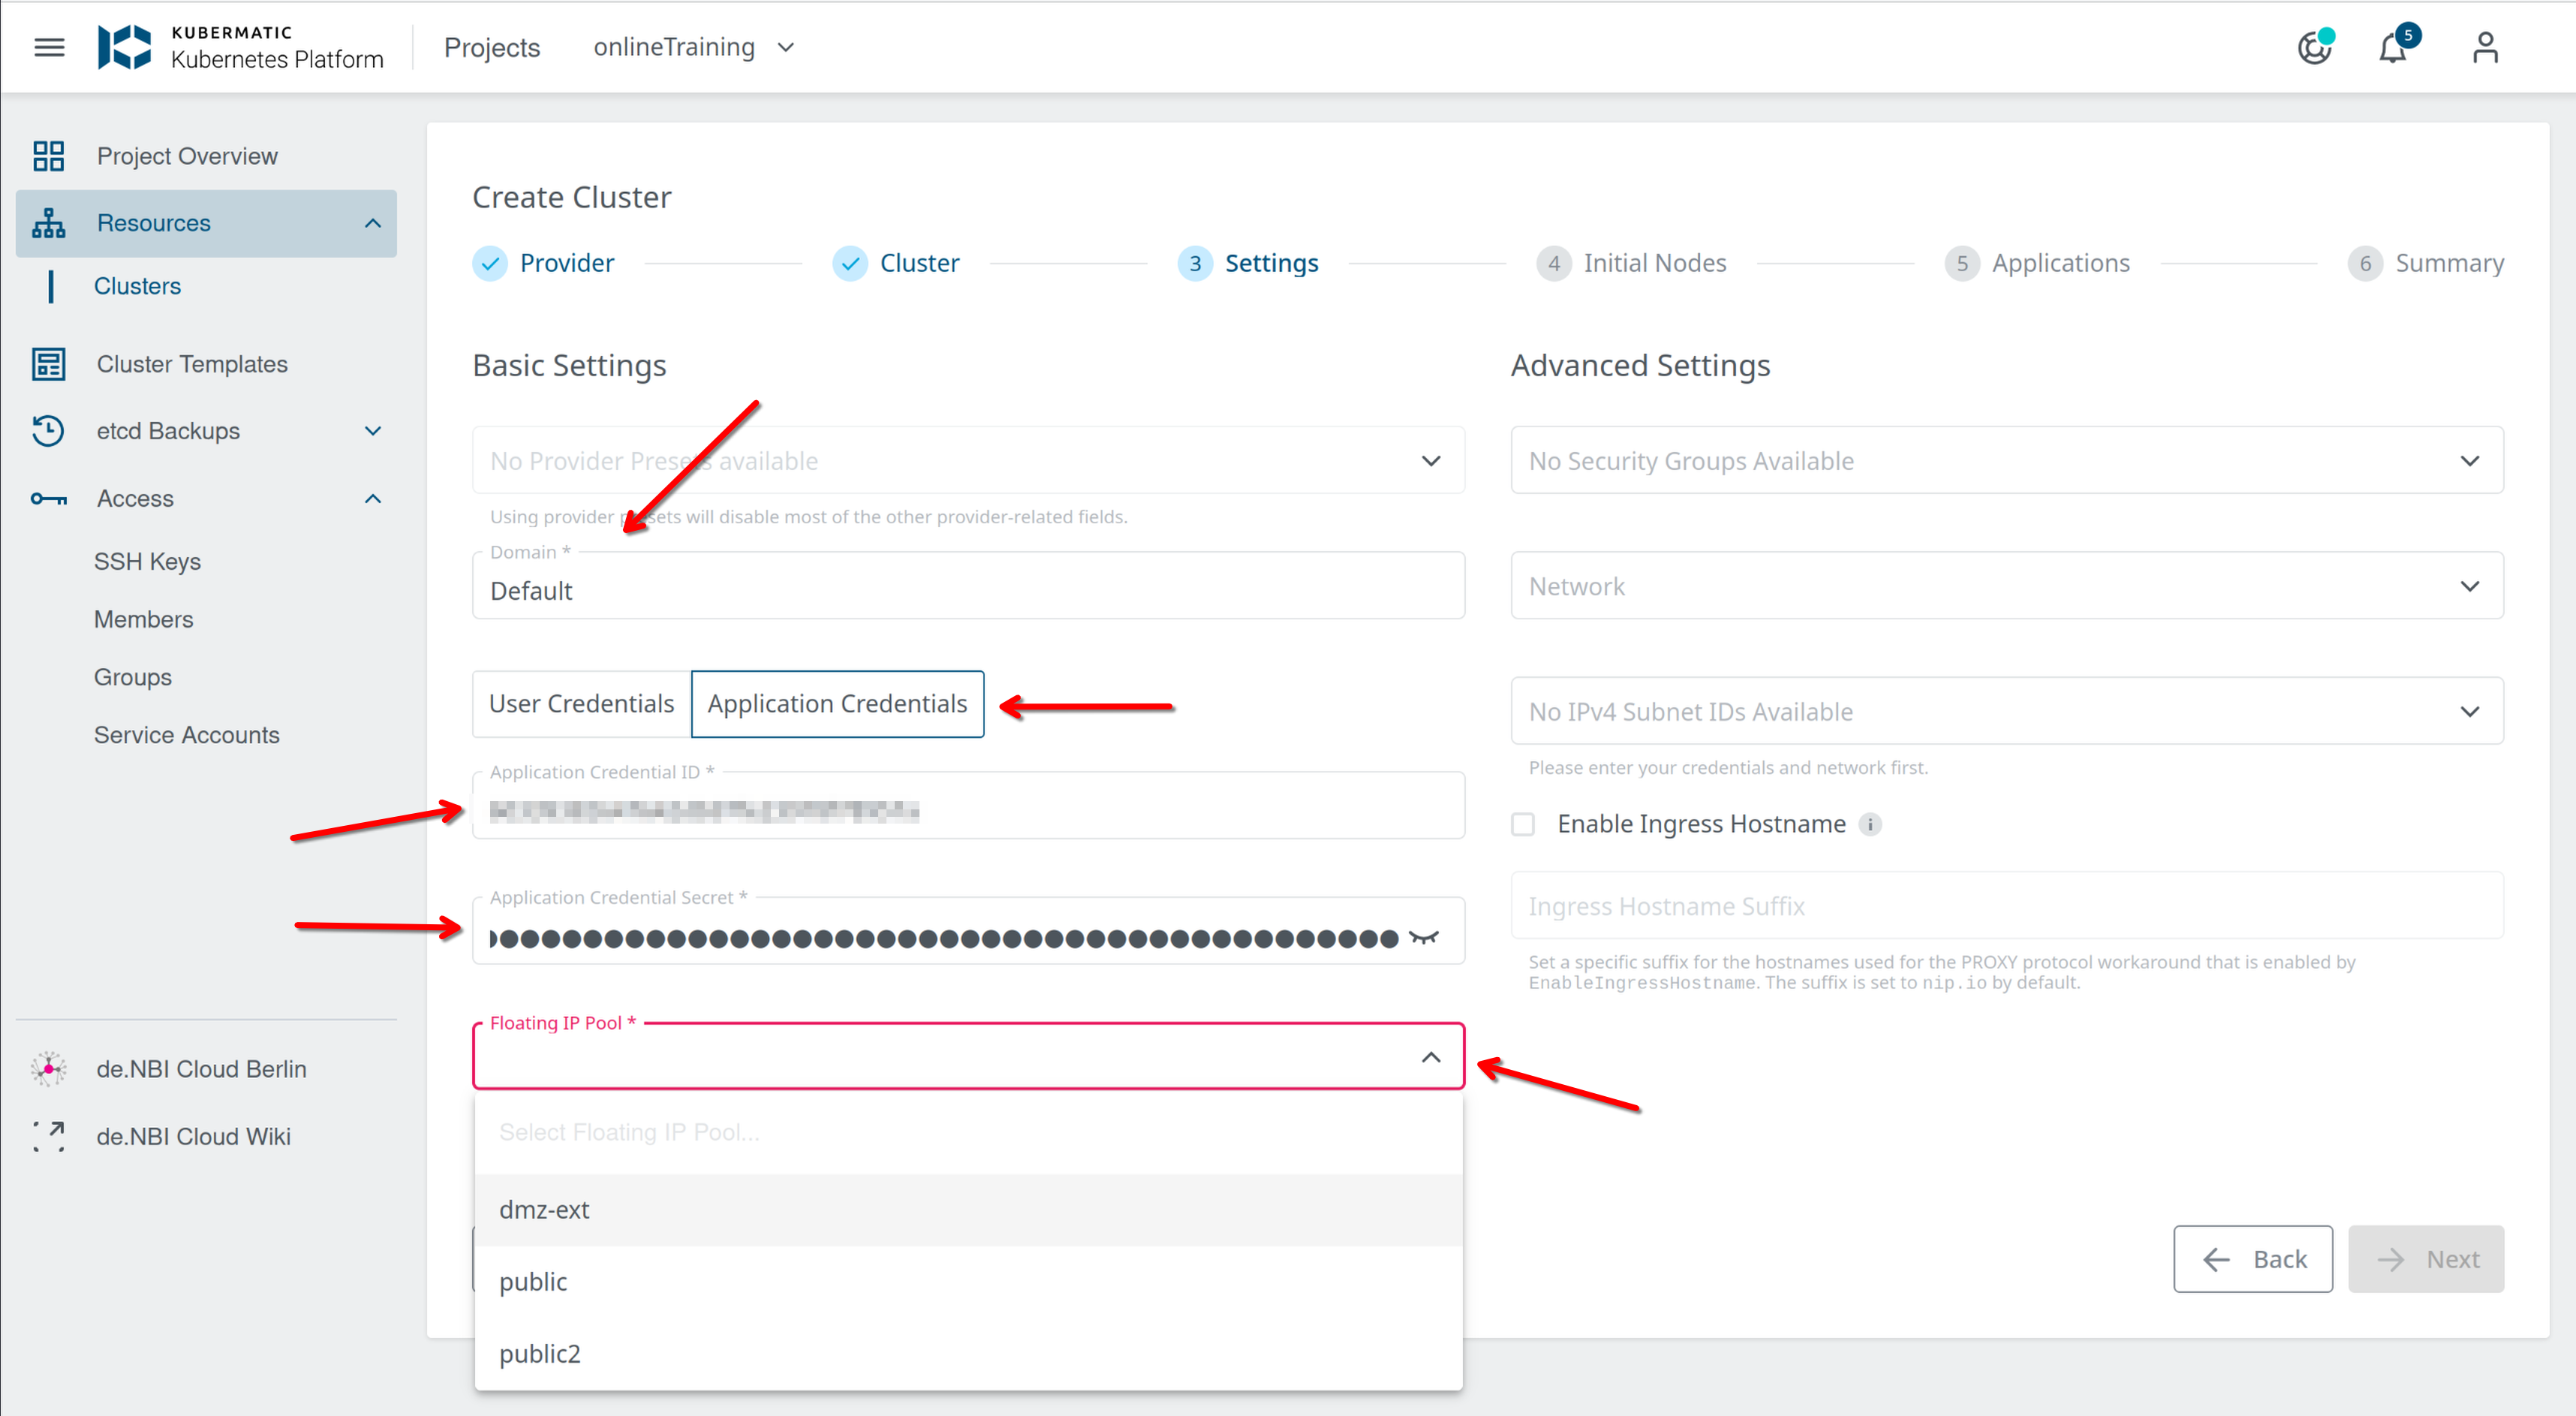 KUBERMATIC
Kubernetes Platform
Projects
onlineTraining
5
Project Overview
Resources
Clusters
Cluster Templates
etcd Backups
Access
SSH Keys
Members
Groups
Service Accounts
de.NBI Cloud Berlin
de.NBI Cloud Wiki
Create Cluster
Provider
Cluster
3 Settings
4 Initial Nodes
5 Applications
6 Summary
Basic Settings
No Provider Presets available
Using provider presets will disable most of the other provider-related fields.
Domain *
Default
User Credentials
Application Credentials
Application Credential ID *
Application Credential Secret *
Floating IP Pool *
Select Floating IP Pool...
dmz-ext
public
public2
Advanced Settings
No Security Groups Available
Network
No IPv4 Subnet IDs Available
Please enter your credentials and network first.
Enable Ingress Hostname i
Ingress Hostname Suffix
Set a specific suffix for the hostnames used for the PROXY protocol workaround that is enabled by
EnableIngressHostname. The suffix is set to nip.io by default.
Back
Next